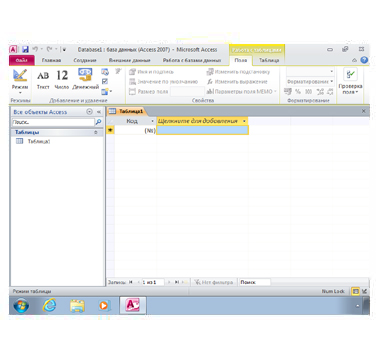 Database1 : база данных (Access 2007) - Microsoft Access
Работа с таблицами
Файл Главная Создание Внешние данные Работа с базами данных Поля Таблица
Режим
АВ Текст
12 Число
Денежный
Имя и подпись
Значение по умолчанию
Размер поля
Изменить подстановку
Изменить выражение
Параметры поля МЕМО
Форматирование
Проверка поля
Режимы Добавление и удаление Свойства Форматирование
Все объекты Access
Поиск...
Таблицы
Таблица1
Таблица1
Код Щелкните для добавления
(№)
Запись: 1 из 1 Нет фильтра Поиск
Режим таблицы Num Lock